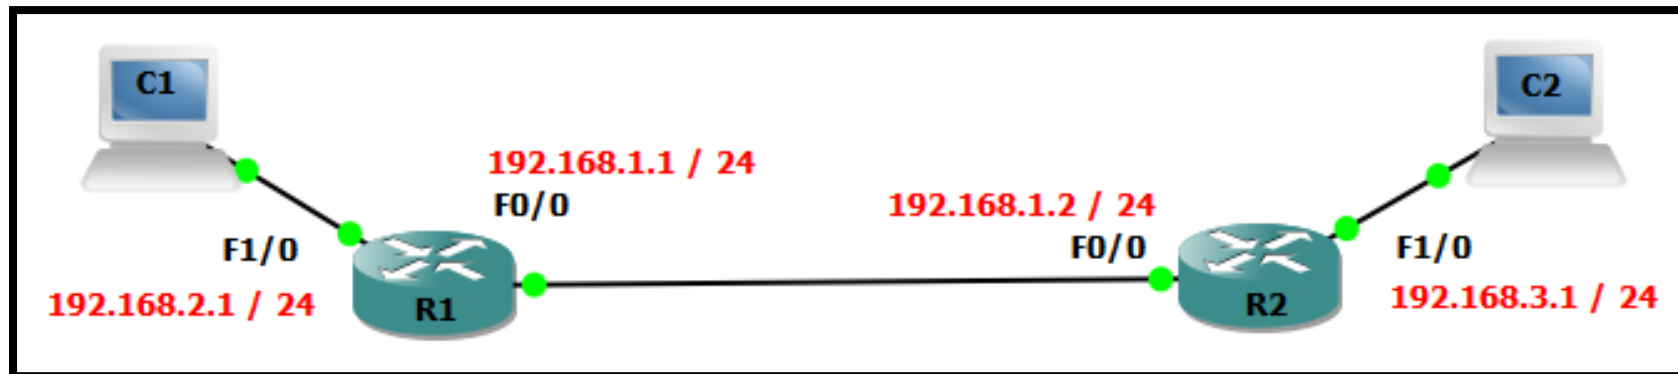 C1
C2
192.168.1.1 / 24
F0/0
192.168.1.2 / 24
F1/0
F0/0
F1/0
192.168.2.1 / 24
R1
R2
192.168.3.1 / 24